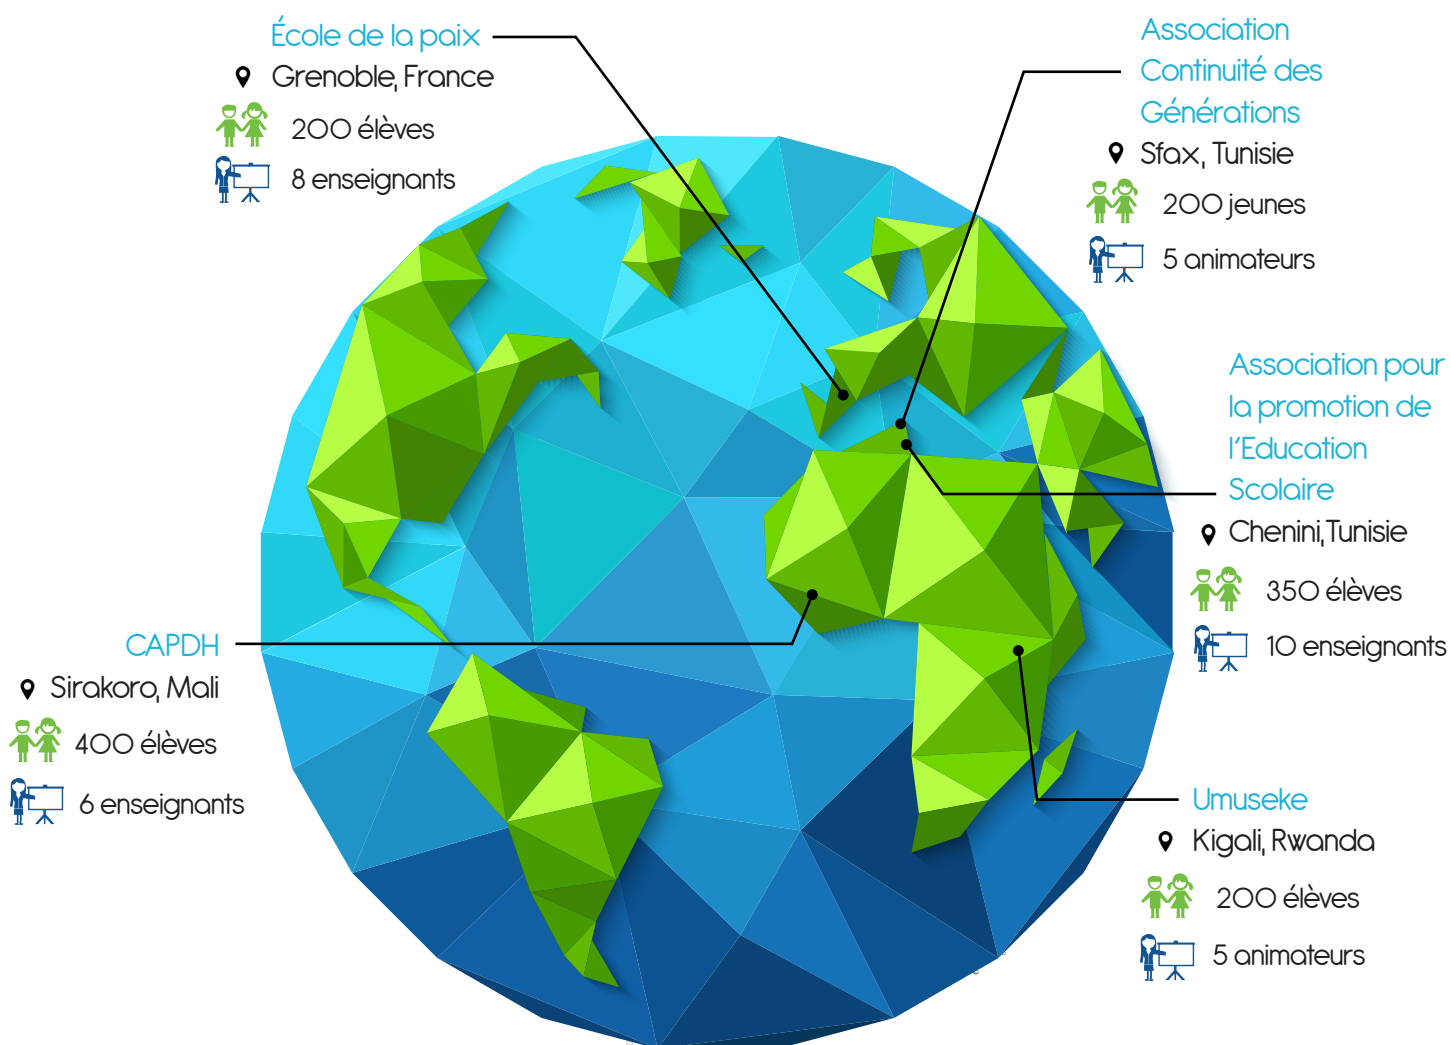 École de la paix
Grenoble, France
200 élèves
8 enseignants
Association
Continuité des
Générations
Sfax, Tunisie
200 jeunes
5 animateurs
Association pour
la promotion de
l'Education
Scolaire
Chenini, Tunisie
350 élèves
10 enseignants
CAPDH
Sirakoro, Mali
400 élèves
6 enseignants
Umuseke
Kigali, Rwanda
200 élèves
5 animateurs